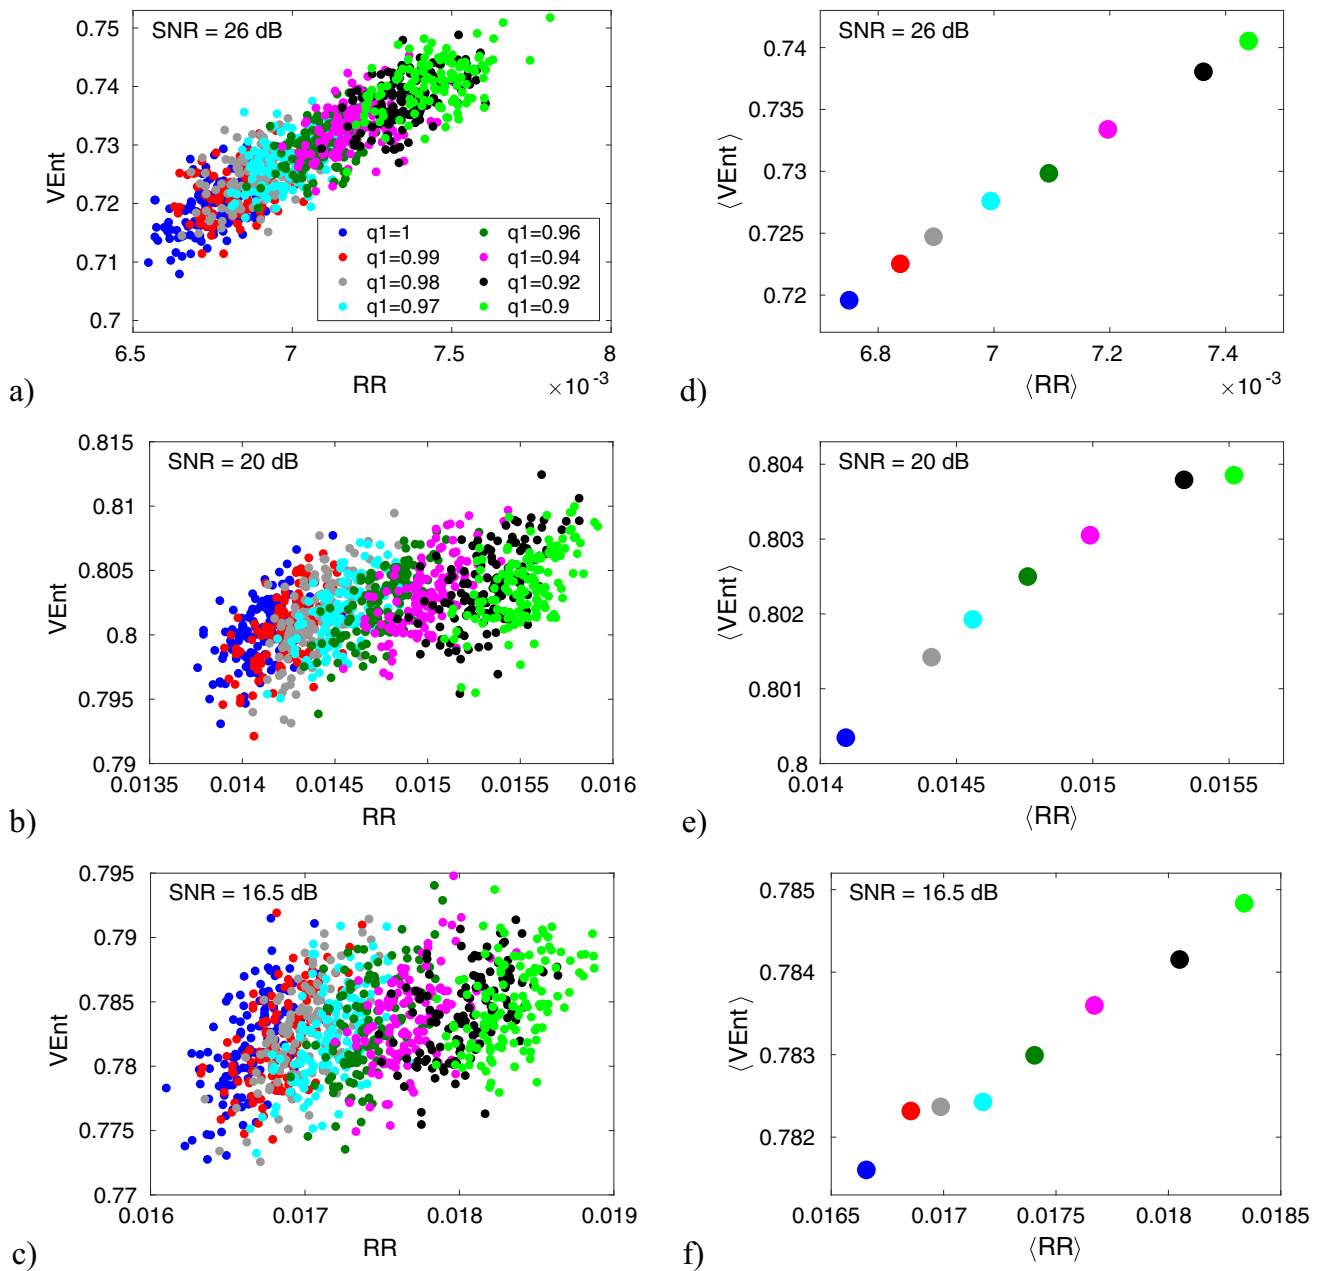 SNR = 26 dB
0.75
0.74
0.73
0.72
0.71
0.7
VEnt
q1=1
q1=0.99
q1=0.98
q1=0.97
q1=0.96
q1=0.94
q1=0.92
q1=0.9
6.5 7 7.5 8
RR
×10⁻³
a)
SNR = 26 dB
0.74
0.735
0.73
0.725
0.72
⟨VEnt⟩
6.8 7 7.2 7.4
⟨RR⟩
×10⁻³
d)
SNR = 20 dB
0.815
0.81
0.805
0.8
0.795
0.79
VEnt
0.0135 0.014 0.0145 0.015 0.0155 0.016
RR
b)
SNR = 20 dB
0.804
0.803
0.802
0.801
0.8
⟨VEnt⟩
0.014 0.0145 0.015 0.0155
⟨RR⟩
e)
SNR = 16.5 dB
0.795
0.79
0.785
0.78
0.775
0.77
VEnt
0.016 0.017 0.018 0.019
RR
c)
SNR = 16.5 dB
0.785
0.784
0.783
0.782
⟨VEnt⟩
0.0165 0.017 0.0175 0.018 0.0185
⟨RR⟩
f)